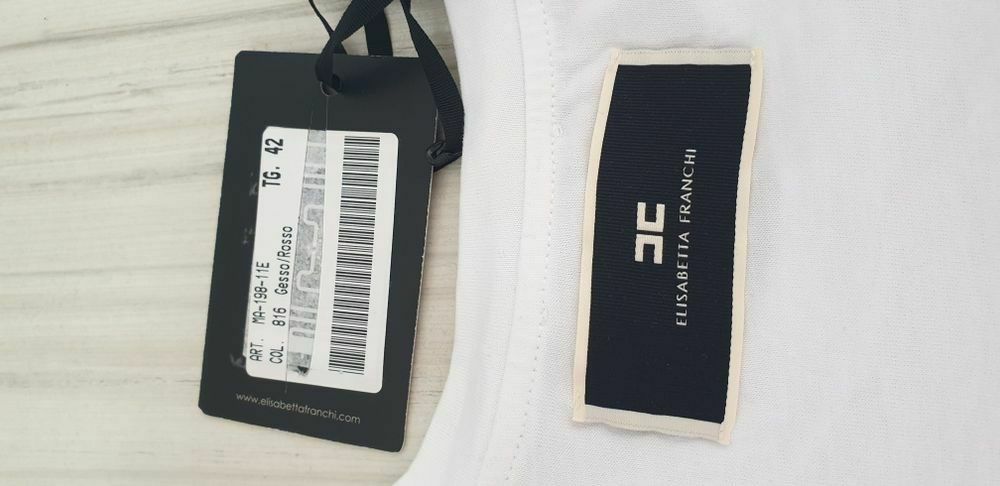 ART. MA-198-11E
TG. 42
COL. 816 Gesso/Rosso
www.elisabettafranchi.com
ELISABETTA FRANCHI